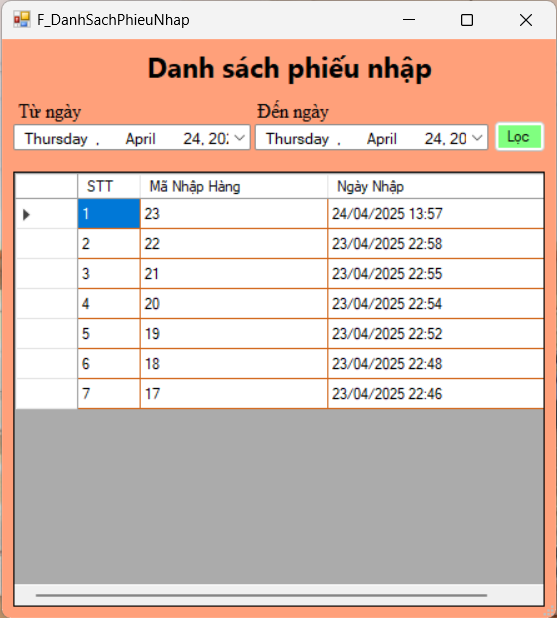 F_DanhSachPhieuNhap
Danh sách phiếu nhập
Từ ngày Đến ngày
Thursday , April 24, 20 Thursday , April 24, 20 Lọc
STT Mã Nhập Hàng Ngày Nhập
1 23 24/04/2025 13:57
2 22 23/04/2025 22:58
3 21 23/04/2025 22:55
4 20 23/04/2025 22:54
5 19 23/04/2025 22:52
6 18 23/04/2025 22:48
7 17 23/04/2025 22:46